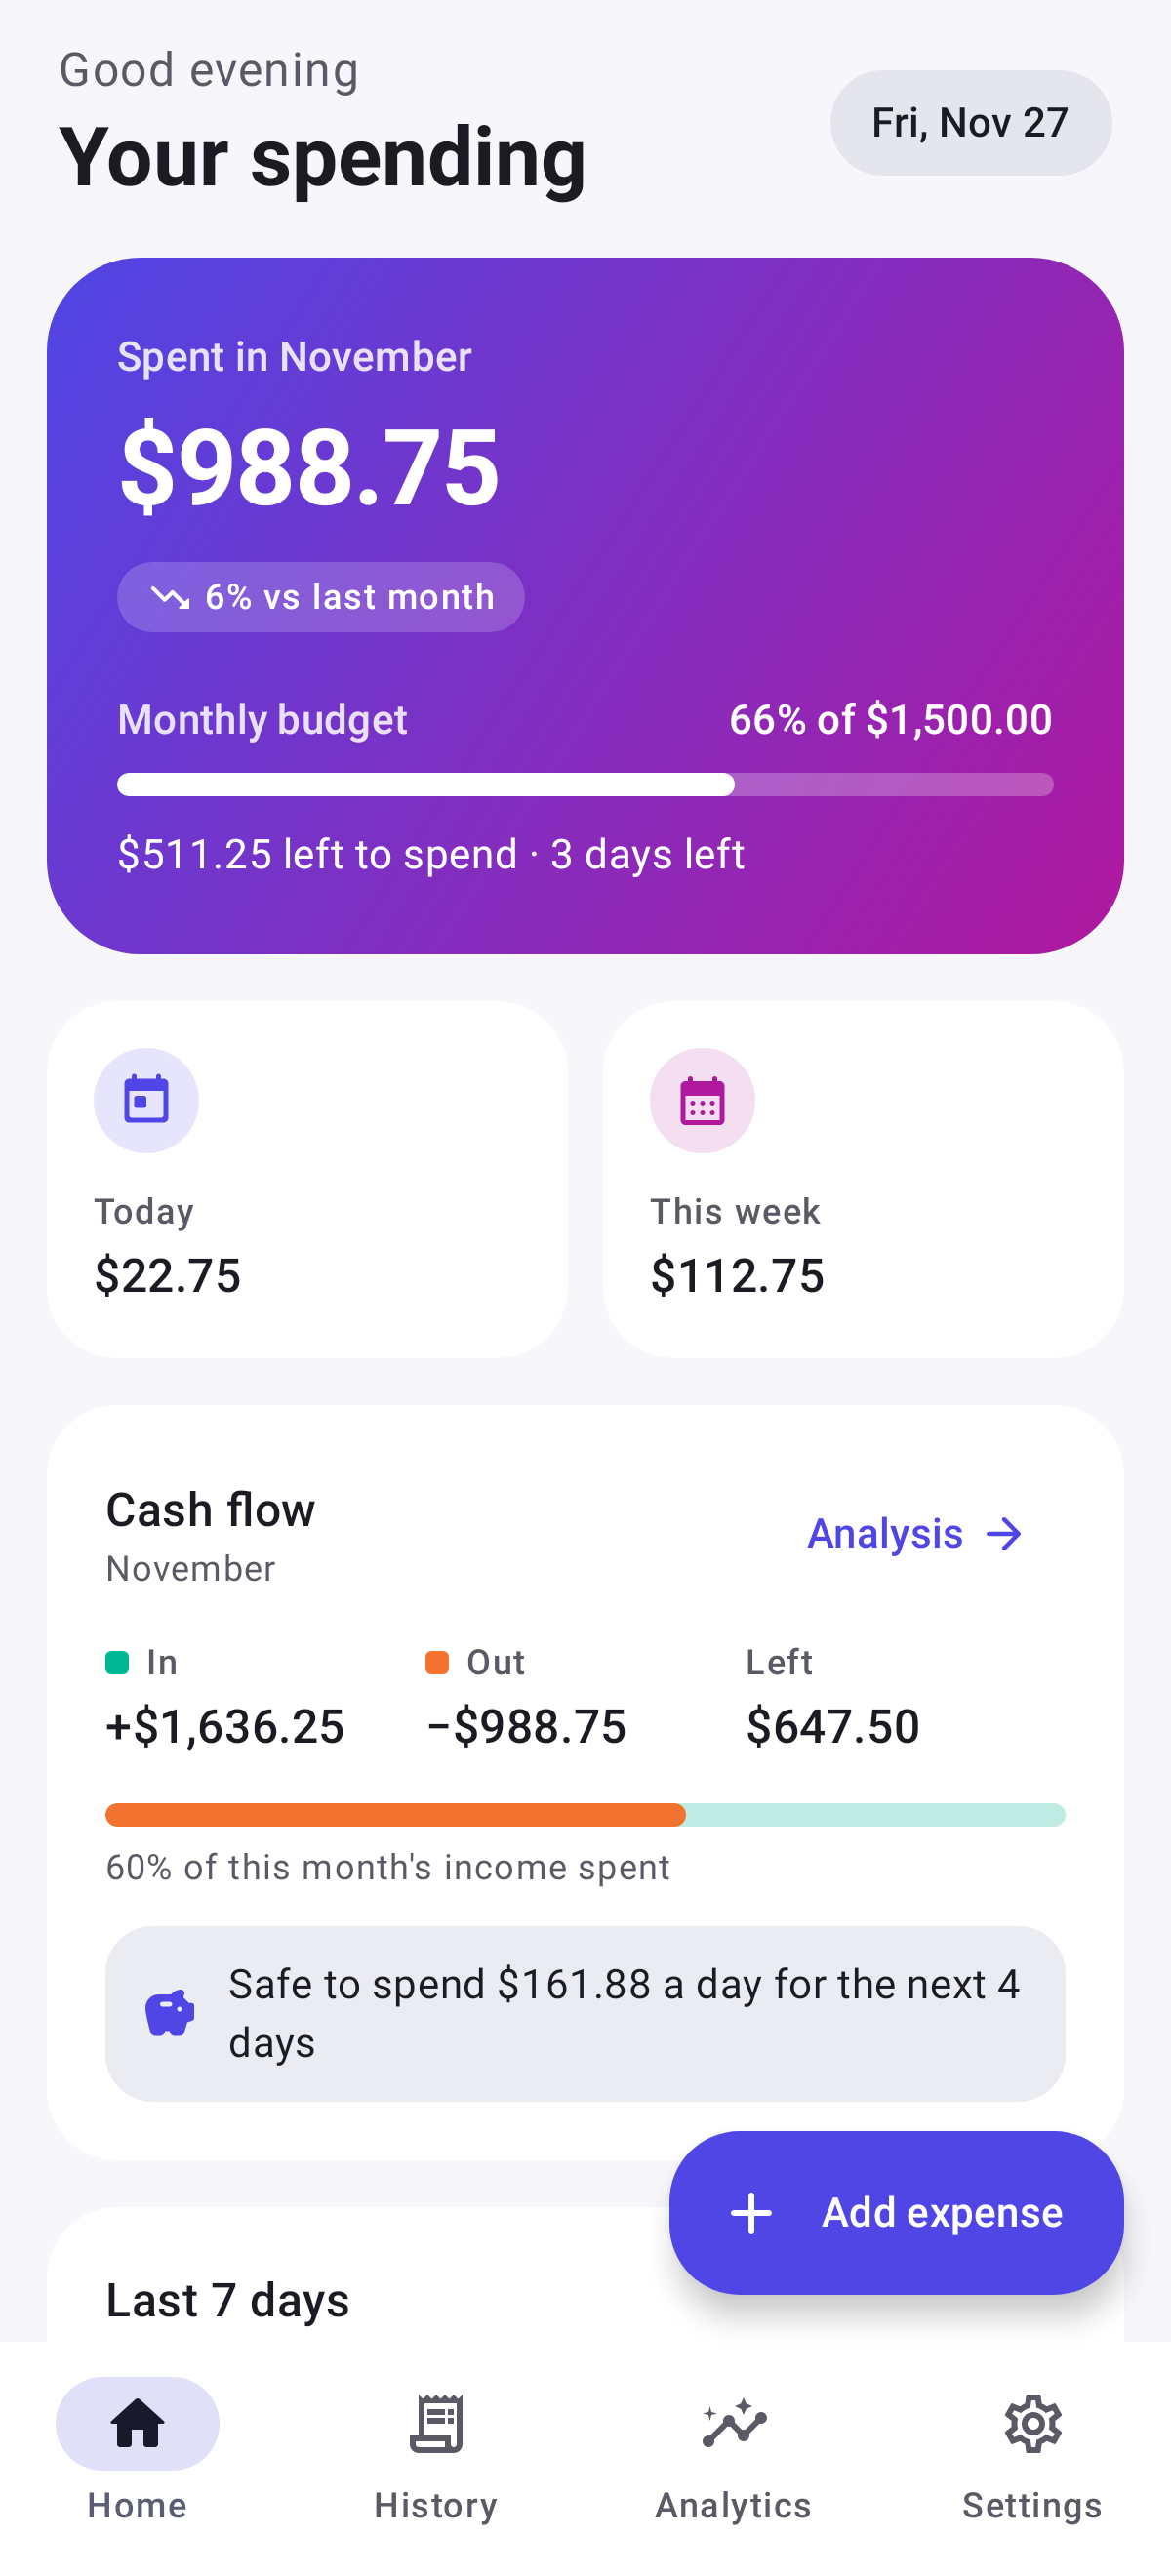 Good evening
Your spending
Fri, Nov 27
Spent in November
$988.75
6% vs last month
Monthly budget
66% of $1,500.00
$511.25 left to spend · 3 days left
Today
$22.75
This week
$112.75
Cash flow
November
Analysis
In
+$1,636.25
Out
−$988.75
Left
$647.50
60% of this month's income spent
Safe to spend $161.88 a day for the next 4
days
Add expense
Last 7 days
Home
History
Analytics
Settings